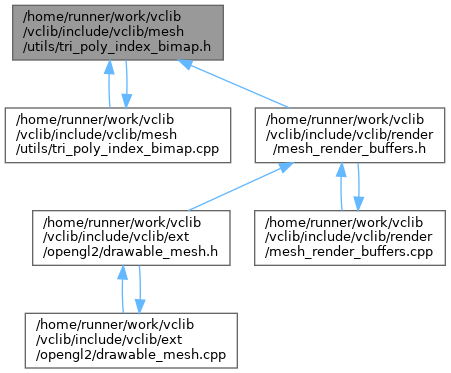 /home/runner/work/vclib
/vclib/include/vclib/mesh
/utils/tri_poly_index_bimap.h
/home/runner/work/vclib
/vclib/include/vclib/mesh
/utils/tri_poly_index_bimap.cpp
/home/runner/work/vclib
/vclib/include/vclib/render
/mesh_render_buffers.h
/home/runner/work/vclib
/vclib/include/vclib/ext
/opengl2/drawable_mesh.h
/home/runner/work/vclib
/vclib/include/vclib/render
/mesh_render_buffers.cpp
/home/runner/work/vclib
/vclib/include/vclib/ext
/opengl2/drawable_mesh.cpp